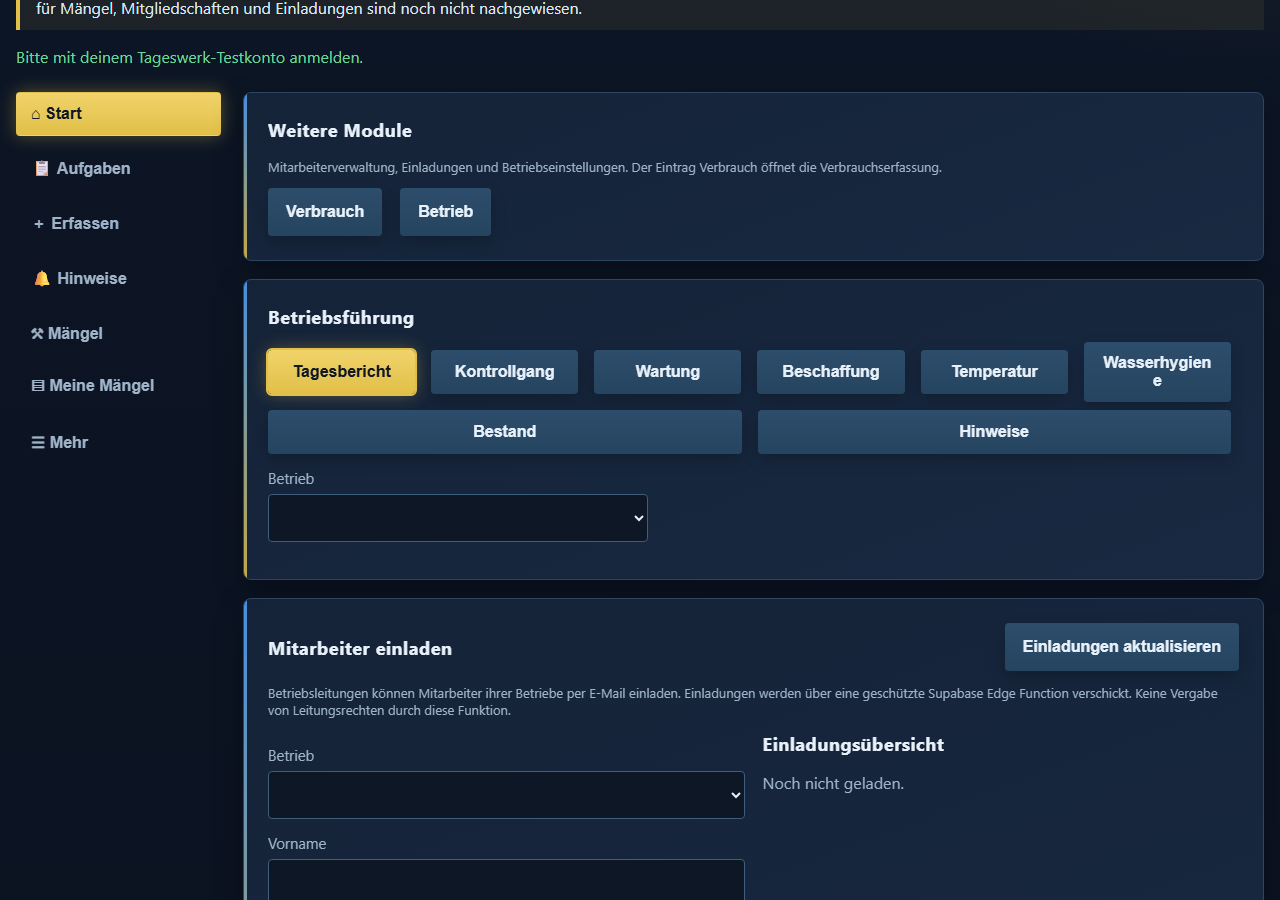 für Mängel, Mitgliedschaften und Einladungen sind noch nicht nachgewiesen.
Bitte mit deinem Tageswerk-Testkonto anmelden.
⌂ Start
📋 Aufgaben
+ Erfassen
🔔 Hinweise
⚒ Mängel
▤ Meine Mängel
☰ Mehr
Weitere Module
Mitarbeiterverwaltung, Einladungen und Betriebseinstellungen. Der Eintrag Verbrauch öffnet die Verbrauchserfassung.
Verbrauch Betrieb
Betriebsführung
Tagesbericht Kontrollgang Wartung Beschaffung Temperatur Wasserhygien
e
Bestand Hinweise
Betrieb
Mitarbeiter einladen
Einladungen aktualisieren
Betriebsleitungen können Mitarbeiter ihrer Betriebe per E-Mail einladen. Einladungen werden über eine geschützte Supabase Edge Function verschickt. Keine Vergabe
von Leitungsrechten durch diese Funktion.
Betrieb
Vorname
Einladungsübersicht
Noch nicht geladen.